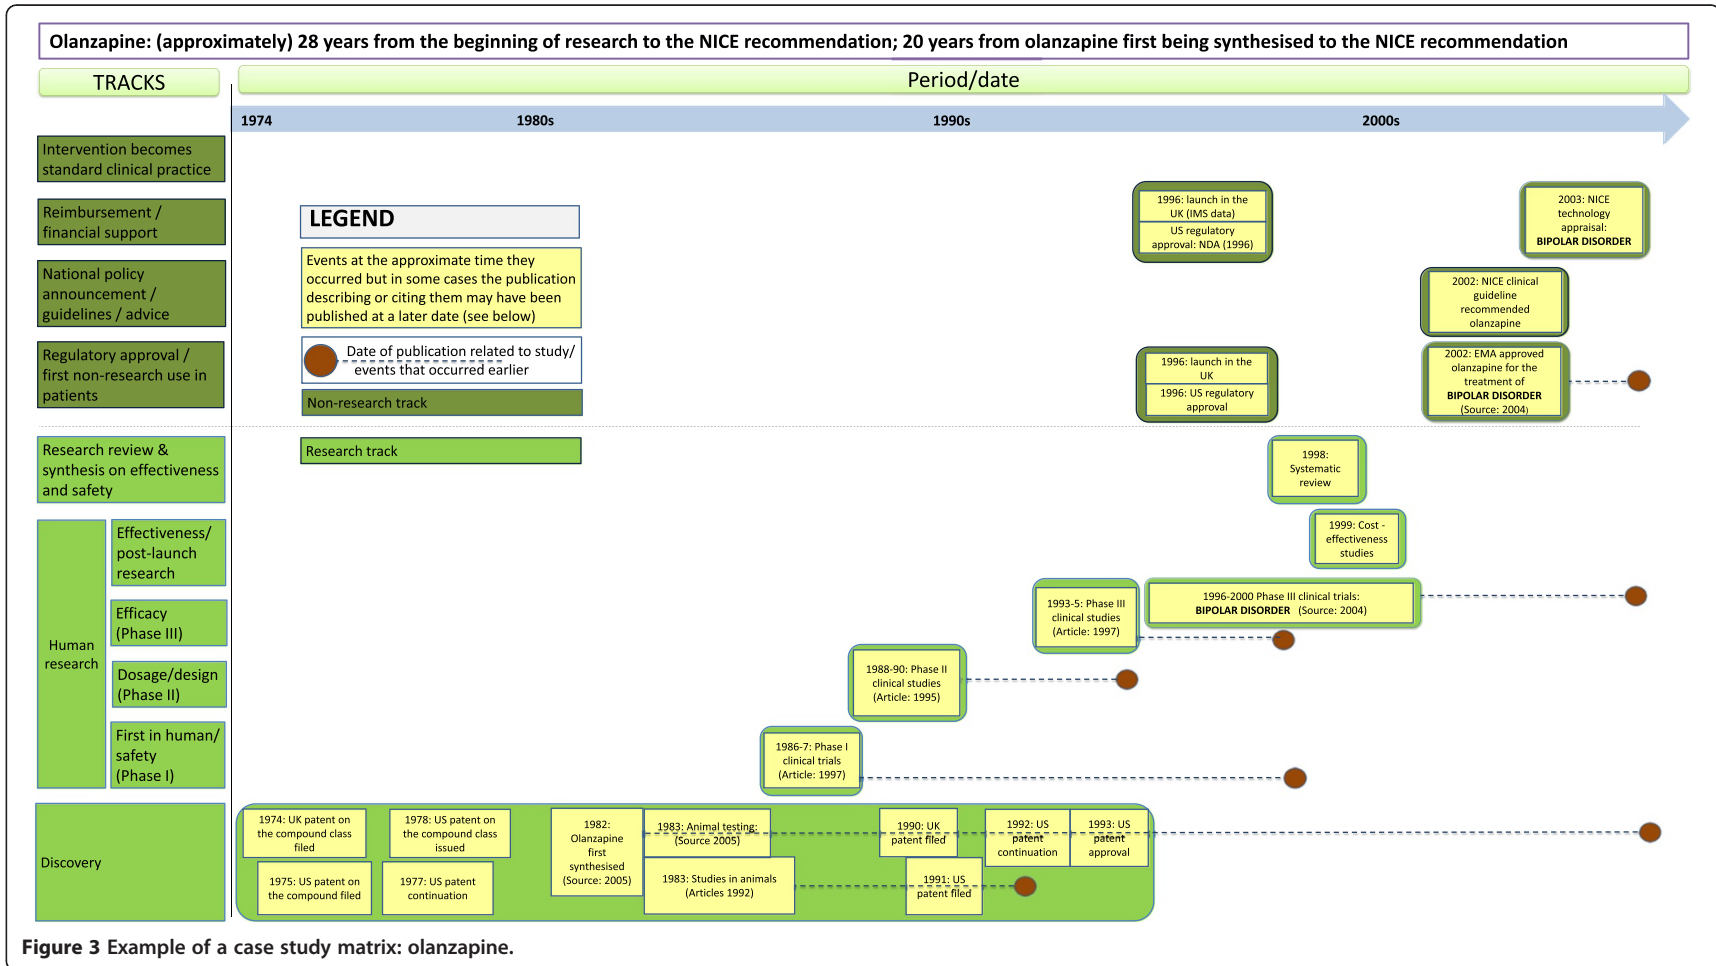 Olanzapine: (approximately) 28 years from the beginning of research to the NICE recommendation; 20 years from olanzapine first being synthesised to the NICE recommendation
TRACKS
Period/date
1974
1980s
1990s
2000s
Intervention becomes
standard clinical practice
Reimbursement /
financial support
National policy
announcement /
guidelines / advice
Regulatory approval /
first non-research use in
patients
Research review &
synthesis on effectiveness
and safety
Human
research
Effectiveness/
post-launch
research
Efficacy
(Phase III)
Dosage/design
(Phase II)
First in human/
safety
(Phase I)
Discovery
LEGEND
Events at the approximate time they
occurred but in some cases the publication
describing or citing them may have been
published at a later date (see below)
Date of publication related to study/
events that occurred earlier
Non-research track
Research track
1996: launch in the
UK (IMS data)
US regulatory
approval: NDA (1996)
2003: NICE
technology
appraisal:
BIPOLAR DISORDER
2002: NICE clinical
guideline
recommended
olanzapine
1996: launch in the
UK
1996: US regulatory
approval
2002: EMA approved
olanzapine for the
treatment of
BIPOLAR DISORDER
(Source: 2004)
1998:
Systematic
review
1999: Cost -
effectiveness
studies
1993-5: Phase III
clinical studies
(Article: 1997)
1996-2000 Phase III clinical trials:
BIPOLAR DISORDER (Source: 2004)
1988-90: Phase II
clinical studies
(Article: 1995)
1986-7: Phase I
clinical trials
(Article: 1997)
1974: UK patent on
the compound class
filed
1978: US patent on
the compound class
issued
1975: US patent on
the compound filed
1977: US patent
continuation
1982:
Olanzapine
first
synthesised
(Source: 2005)
1983: Animal testing:
(Source 2005)
1983: Studies in animals
(Articles 1992)
1990: UK
patent filed
1991: US
patent filed
1992: US
patent
continuation
1993: US
patent
approval
Figure 3 Example of a case study matrix: olanzapine.